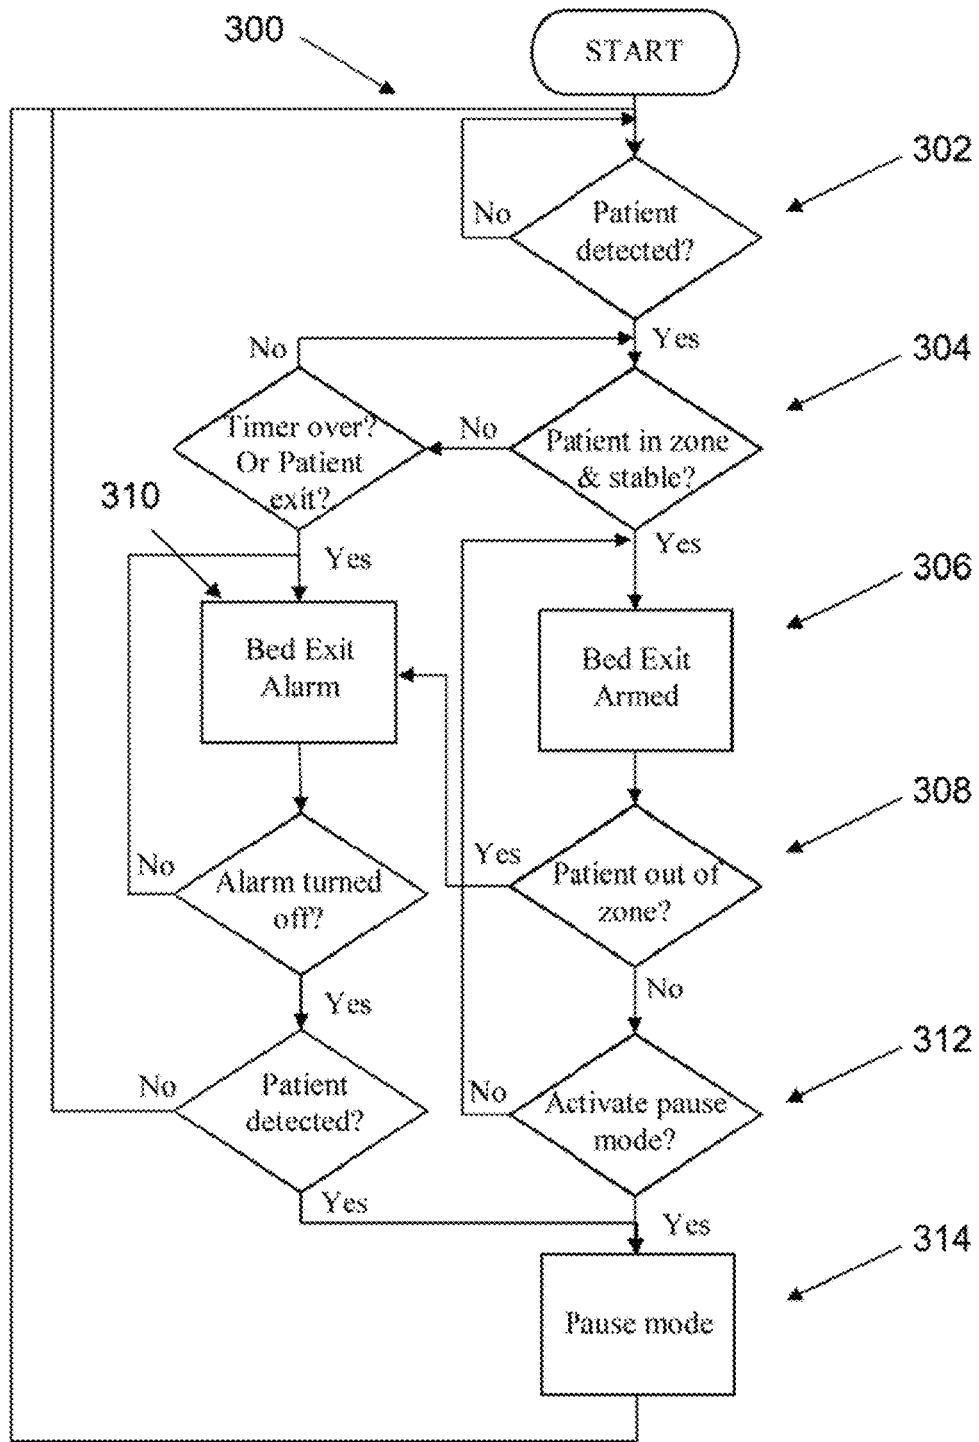 300
START
302
No
Patient
detected?
Yes
304
No
Timer over?
Or Patient
exit?
No
Patient in zone
& stable?
310
Yes
Yes
306
Bed Exit
Alarm
Bed Exit
Armed
308
No
Alarm turned
off?
Yes
Patient out of
zone?
Yes
No
312
No
Patient
detected?
No
Activate pause
mode?
Yes
Yes
314
Pause mode